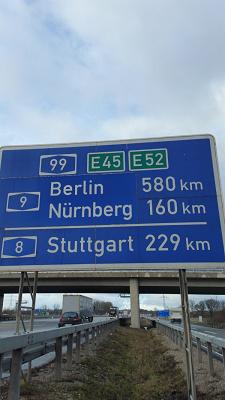 99 E45 E52
Berlin 580 km
9
Nürnberg 160 km
8 Stuttgart 229 km